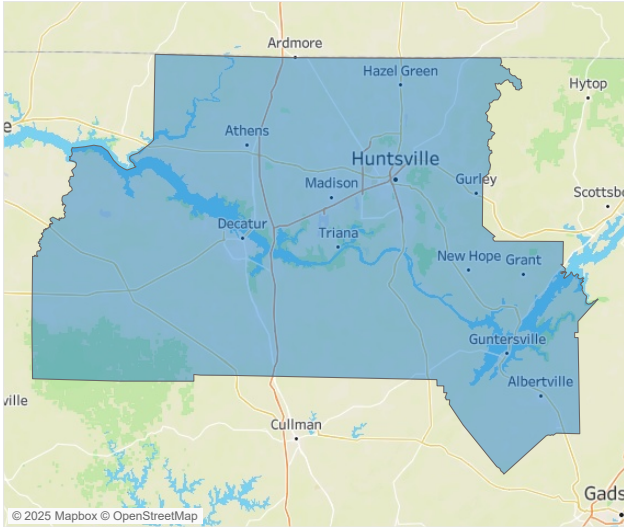 Ardmore
Hazel Green
Hytop
e
Athens
Huntsville
Madison
Gurley
Scottsbo
Decatur
Triana
New Hope
Grant
Guntersville
Albertville
ville
Cullman
Gads
© 2025 Mapbox © OpenStreetMap